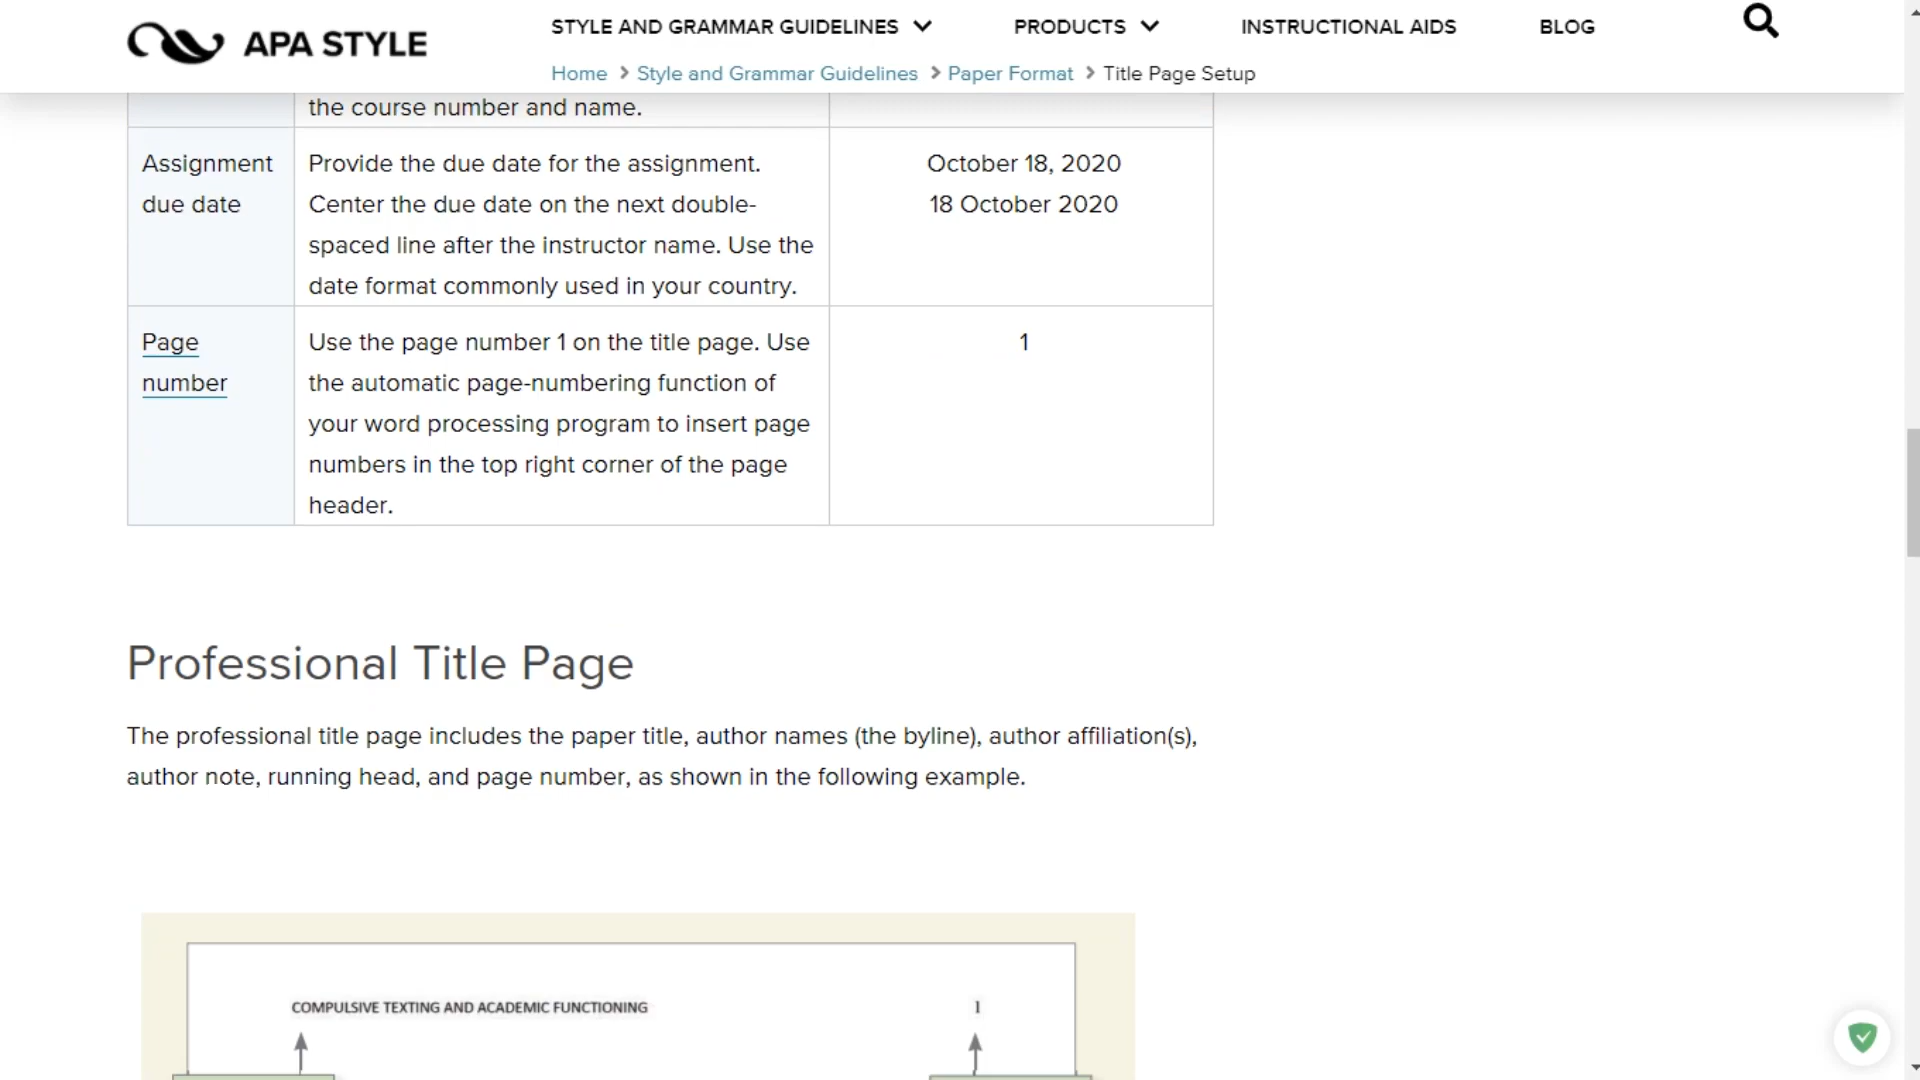 APA STYLE
STYLE AND GRAMMAR GUIDELINES
PRODUCTS
INSTRUCTIONAL AIDS
BLOG
Home > Style and Grammar Guidelines > Paper Format > Title Page Setup
the course number and name.
Assignment
due date
Provide the due date for the assignment.
Center the due date on the next double-
spaced line after the instructor name. Use the
date format commonly used in your country.
October 18, 2020
18 October 2020
Page
number
Use the page number 1 on the title page. Use
the automatic page-numbering function of
your word processing program to insert page
numbers in the top right corner of the page
header.
1
Professional Title Page
The professional title page includes the paper title, author names (the byline), author affiliation(s),
author note, running head, and page number, as shown in the following example.
COMPULSIVE TEXTING AND ACADEMIC FUNCTIONING
1